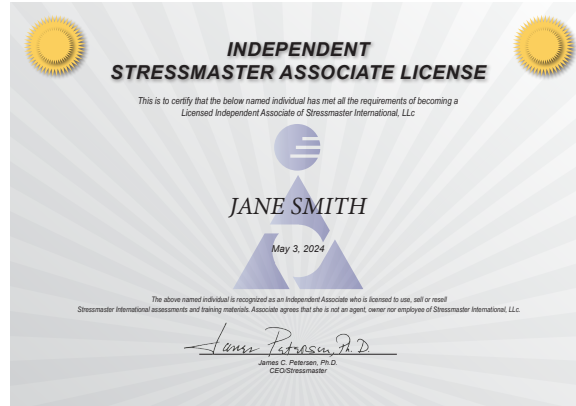 INDEPENDENT
STRESSMASTER ASSOCIATE LICENSE
This is to certify that the below named individual has met all the requirements of becoming a
Licensed Independent Associate of Stressmaster International, LLc
JANE SMITH
May 3, 2024
The above named individual is recognized as an Independent Associate who is licensed to use, sell or resell
Stressmaster International assessments and training materials. Associate agrees that she is not an agent, owner nor employee of Stressmaster International, LLc.
James Petersen, Ph.D.
James C. Petersen, Ph.D.
CEO/Stressmaster